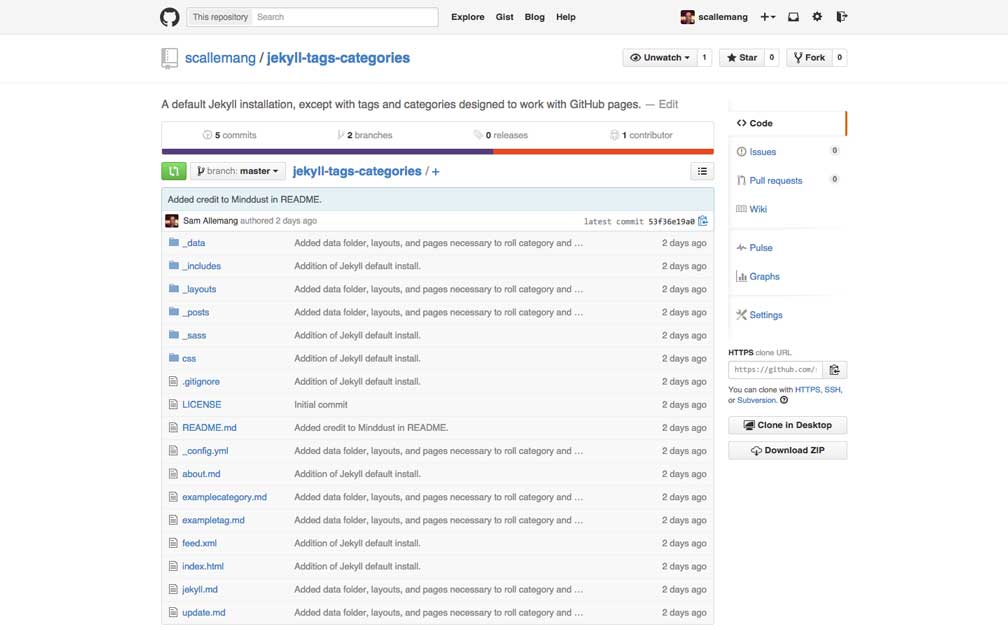 This repository Search Explore Gist Blog Help scallemang
scallemang / jekyll-tags-categories Unwatch 1 Star 0 Fork 0
A default Jekyll installation, except with tags and categories designed to work with GitHub pages. — Edit
5 commits 2 branches 0 releases 1 contributor
branch: master jekyll-tags-categories / +
Added credit to Minddust in README.
Sam Allemang authored 2 days ago latest commit 53f36e19a0
_data Added data folder, layouts, and pages necessary to roll category and … 2 days ago
_includes Addition of Jekyll default install. 2 days ago
_layouts Added data folder, layouts, and pages necessary to roll category and … 2 days ago
_posts Added data folder, layouts, and pages necessary to roll category and … 2 days ago
_sass Addition of Jekyll default install. 2 days ago
css Addition of Jekyll default install. 2 days ago
.gitignore Addition of Jekyll default install. 2 days ago
LICENSE Initial commit 2 days ago
README.md Added credit to Minddust in README. 2 days ago
_config.yml Added data folder, layouts, and pages necessary to roll category and … 2 days ago
about.md Addition of Jekyll default install. 2 days ago
examplecategory.md Added data folder, layouts, and pages necessary to roll category and … 2 days ago
exampletag.md Added data folder, layouts, and pages necessary to roll category and … 2 days ago
feed.xml Addition of Jekyll default install. 2 days ago
index.html Addition of Jekyll default install. 2 days ago
jekyll.md Added data folder, layouts, and pages necessary to roll category and … 2 days ago
update.md Added data folder, layouts, and pages necessary to roll category and … 2 days ago
Code
Issues 0
Pull requests 0
Wiki
Pulse
Graphs
Settings
HTTPS clone URL
https://github.com/
You can clone with HTTPS, SSH,
or Subversion.
Clone in Desktop
Download ZIP